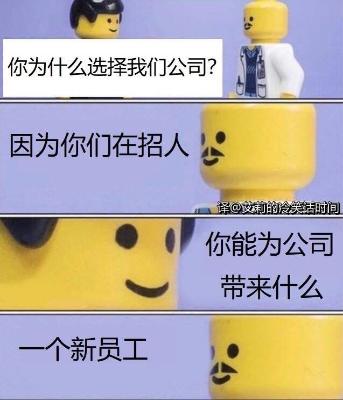 你为什么选择我们公司?
因为你们在招人
译@艾莉的冷笑话时间
你能为公司
带来什么
一个新员工